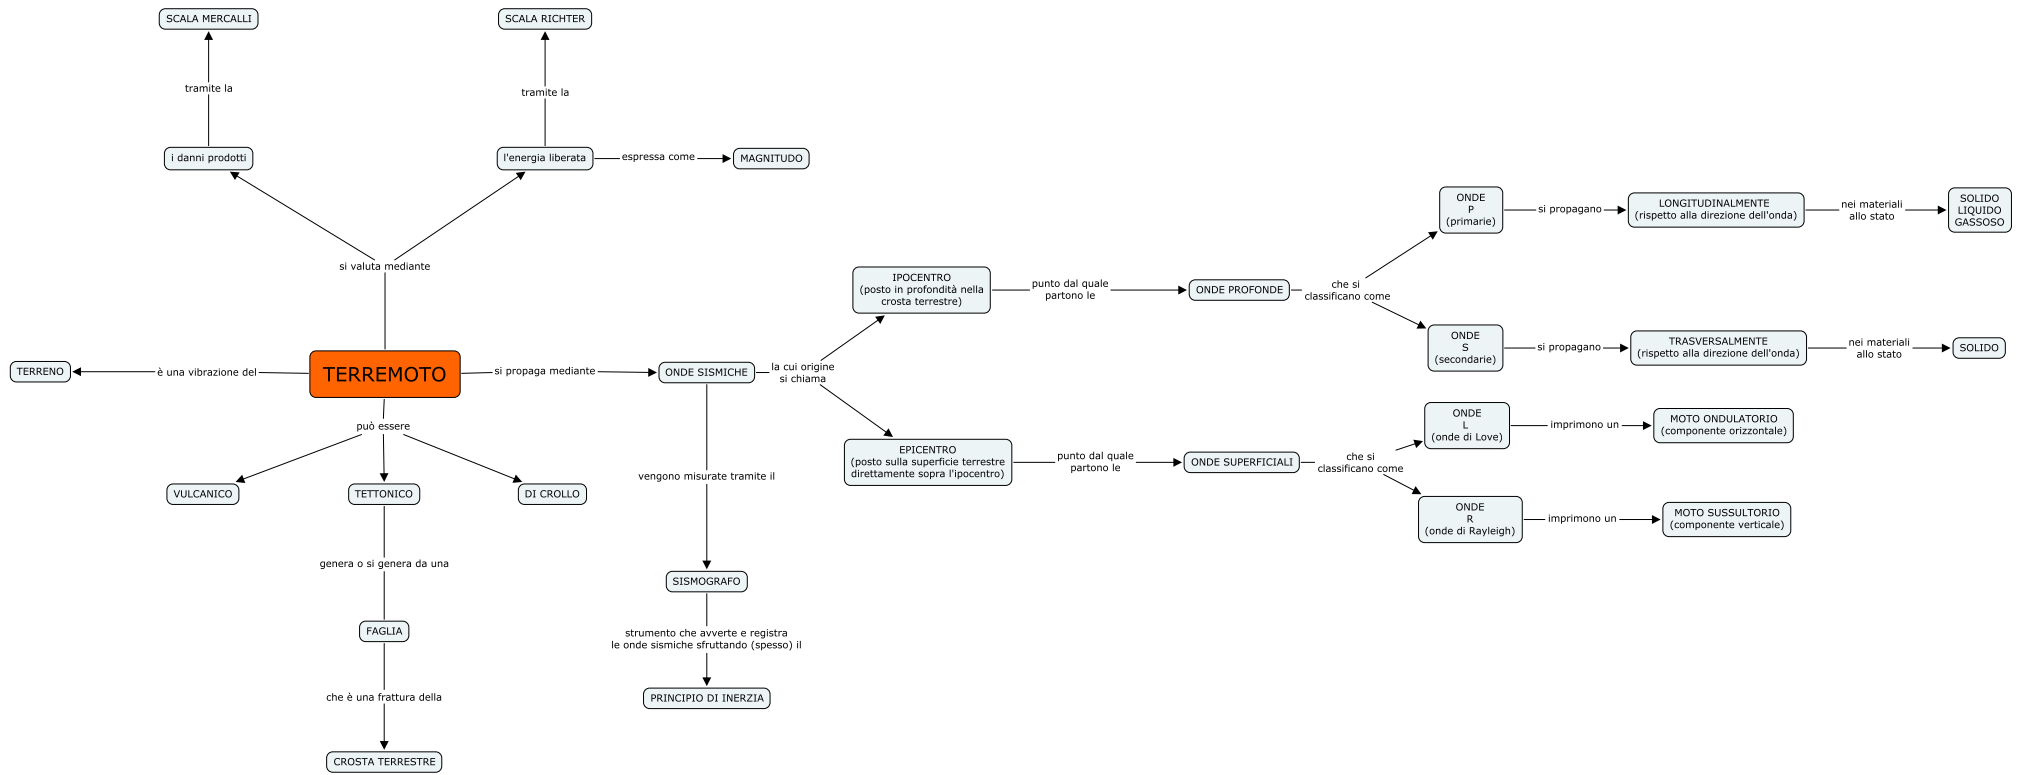 SCALA MERCALLI
SCALA RICHTER
tramite la
tramite la
i danni prodotti
l'energia liberata
espressa come
MAGNITUDO
si valuta mediante
TERRENO
è una vibrazione del
TERREMOTO
si propaga mediante
ONDE SISMICHE
la cui origine
si chiama
IPOCENTRO
(posto in profondità nella
crosta terrestre)
punto dal quale
partono le
ONDE PROFONDE
che si
classificano come
ONDE
P
(primarie)
si propagano
LONGITUDINALMENTE
(rispetto alla direzione dell'onda)
nei materiali
allo stato
SOLIDO
LIQUIDO
GASSOSO
ONDE
S
(secondarie)
si propagano
TRASVERSALMENTE
(rispetto alla direzione dell'onda)
nei materiali
allo stato
SOLIDO
EPICENTRO
(posto sulla superficie terrestre
direttamente sopra l'ipocentro)
punto dal quale
partono le
ONDE SUPERFICIALI
che si
classificano come
ONDE
L
(onde di Love)
imprimono un
MOTO ONDULATORIO
(componente orizzontale)
ONDE
R
(onde di Rayleigh)
imprimono un
MOTO SUSSULTORIO
(componente verticale)
può essere
VULCANICO
TETTONICO
DI CROLLO
genera o si genera da una
FAGLIA
che è una frattura della
CROSTA TERRESTRE
vengono misurate tramite il
SISMOGRAFO
strumento che avverte e registra
le onde sismiche sfruttando (spesso) il
PRINCIPIO DI INERZIA